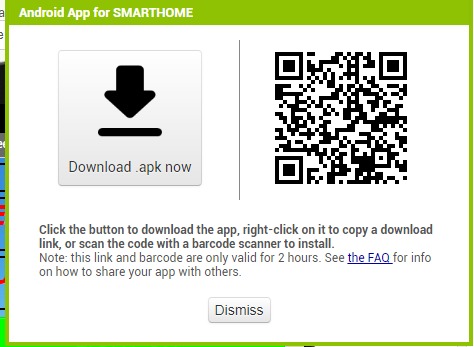 Android App for SMARTHOME
Download .apk now
Click the button to download the app, right-click on it to copy a download
link, or scan the code with a barcode scanner to install.
Note: this link and barcode are only valid for 2 hours. See the FAQ for info
on how to share your app with others.
Dismiss